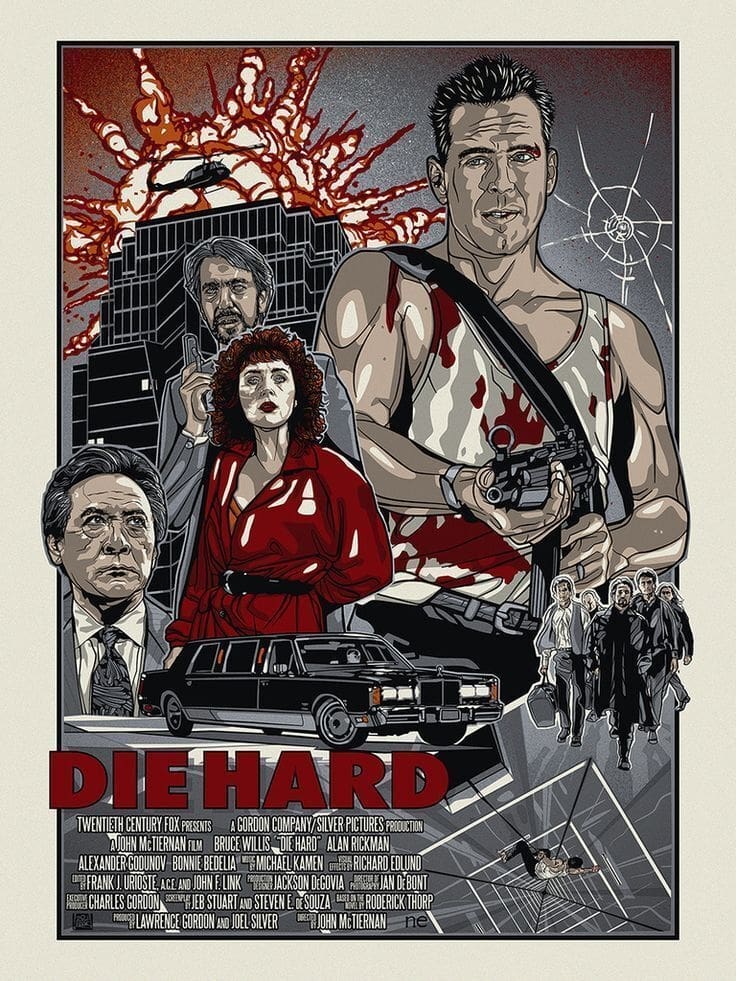 DIE HARD
TWENTIETH CENTURY FOX PRESENTS A GORDON COMPANY/SILVER PICTURES PRODUCTION
A JOHN McTIERNAN FILM BRUCE WILLIS "DIE HARD" ALAN RICKMAN
ALEXANDER GODUNOV BONNIE BEDELIA MUSIC BY MICHAEL KAMEN VISUAL EFFECTS BY RICHARD EDLUND
EDITED BY FRANK J. URIOSTE, A.C.E. AND JOHN F. LINK PRODUCTION DESIGNER JACKSON DeGOVIA DIRECTOR OF PHOTOGRAPHY JAN DeBONT
EXECUTIVE PRODUCER CHARLES GORDON SCREENPLAY BY JEB STUART AND STEVEN E. DE SOUZA BASED ON THE NOVEL BY RODERICK THORP
PRODUCED BY LAWRENCE GORDON AND JOEL SILVER DIRECTED BY JOHN McTIERNAN ne